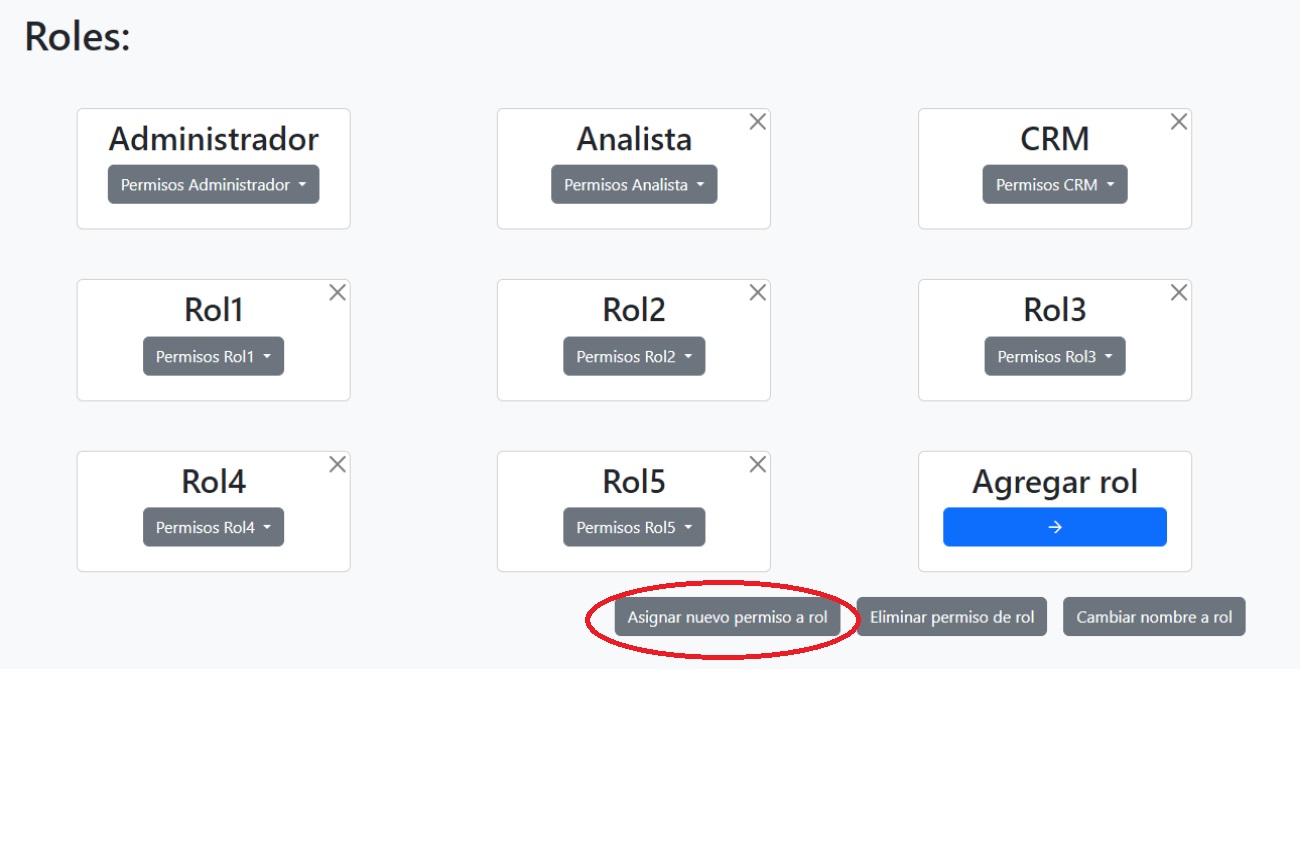 Roles:
Administrador
Analista
CRM
Permisos Administrador
Permisos Analista
Permisos CRM
Rol1
Rol2
Rol3
Permisos Rol1
Permisos Rol2
Permisos Rol3
Rol4
Rol5
Agregar rol
Permisos Rol4
Permisos Rol5
Asignar nuevo permiso a rol
Eliminar permiso de rol
Cambiar nombre a rol